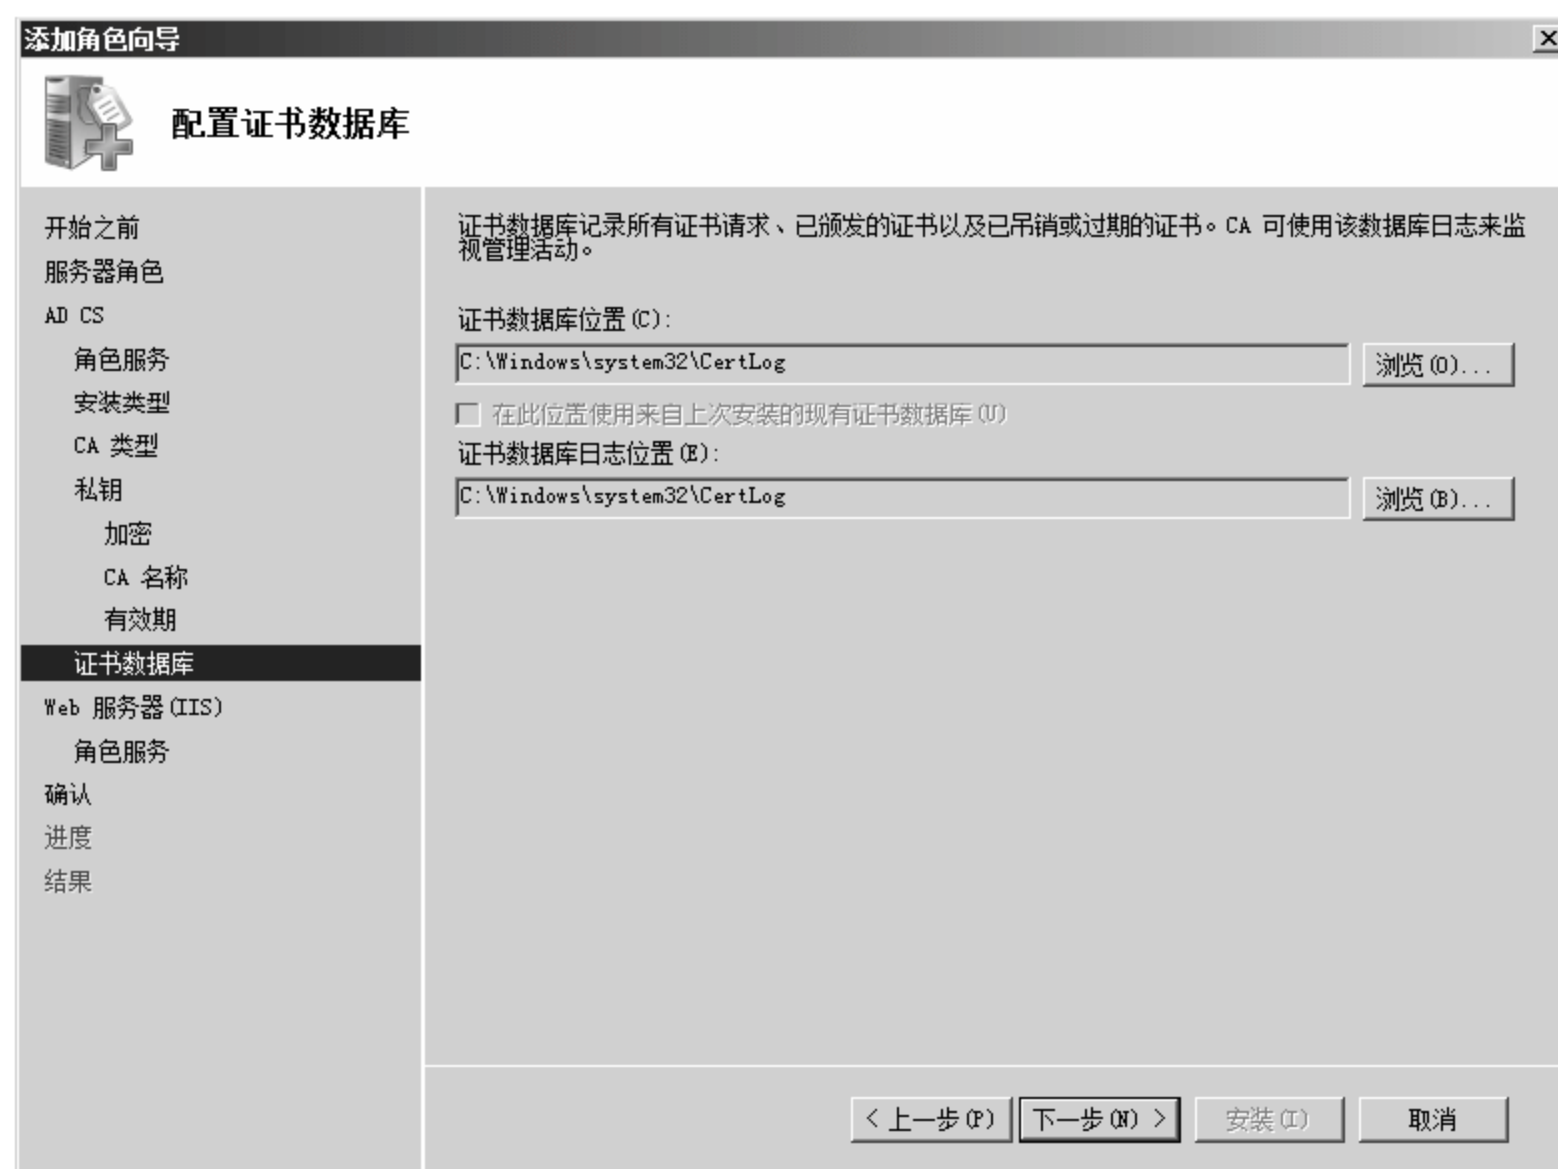 添加角色向导
配置证书数据库
开始之前
服务器角色
AD CS
角色服务
安装类型
CA 类型
私钥
加密
CA 名称
有效期
证书数据库
Web 服务器(IIS)
角色服务
确认
进度
结果
证书数据库记录所有证书请求、已颁发的证书以及已吊销或过期的证书。CA 可使用该数据库日志来监
视管理活动。
证书数据库位置(C):
C:\Windows\system32\CertLog
浏览(O)...
在此位置使用来自上次安装的现有证书数据库(U)
证书数据库日志位置(E):
C:\Windows\system32\CertLog
浏览(B)...
< 上一步(P)
下一步(N) >
安装(I)
取消